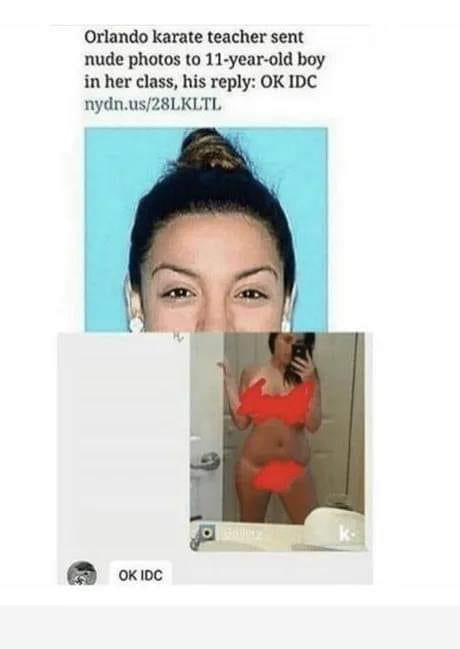 Orlando karate teacher sent
nude photos to 11-year-old boy
in her class, his reply: OK IDC
nydn.us/28LKLTL
k
OK IDC